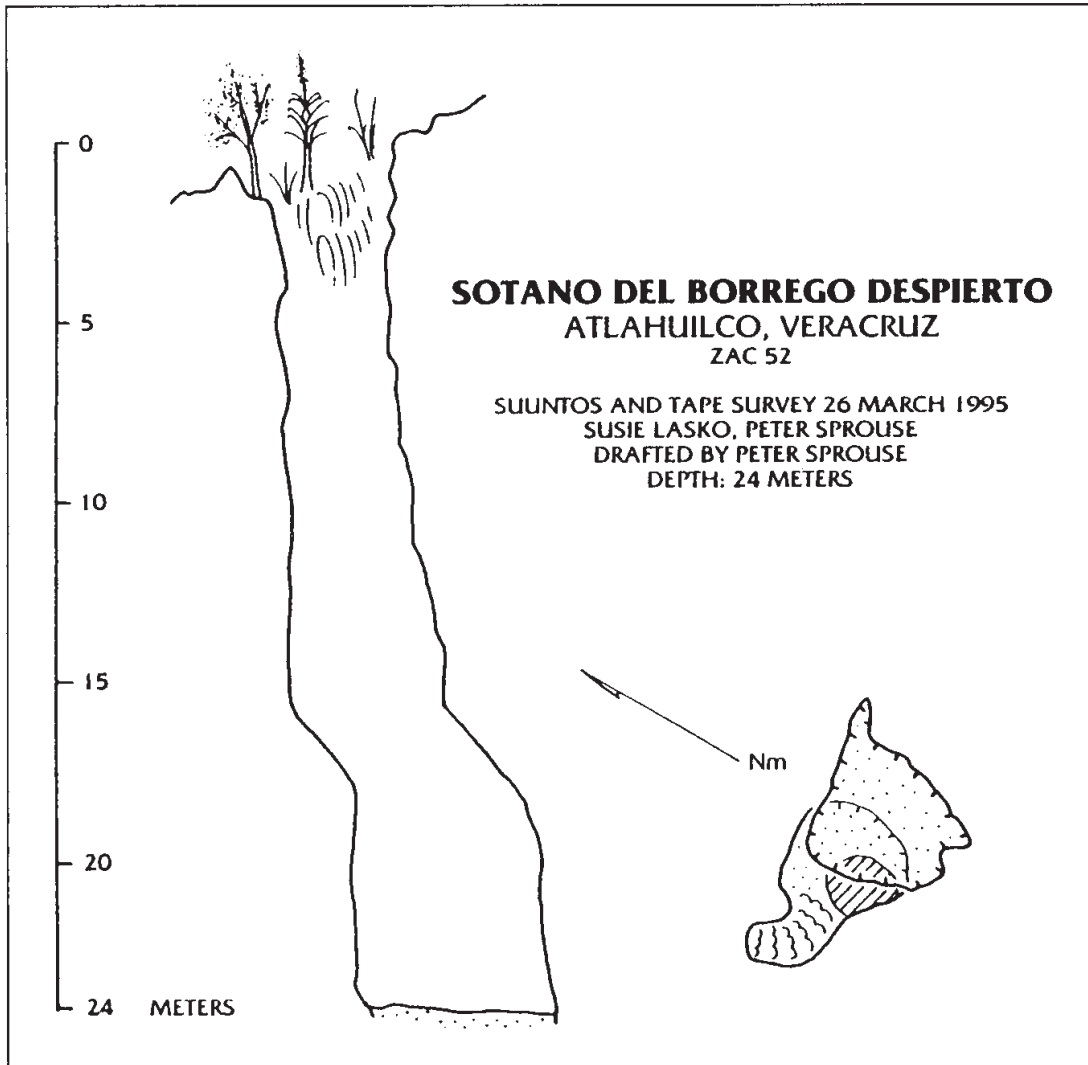 0
5
10
15
20
24 METERS
SOTANO DEL BORREGO DESPIERTO
ATLAHUILCO, VERACRUZ
ZAC 52
SUUNTOS AND TAPE SURVEY 26 MARCH 1995
SUSIE LASKO, PETER SPROUSE
DRAFTED BY PETER SPROUSE
DEPTH: 24 METERS
Nm